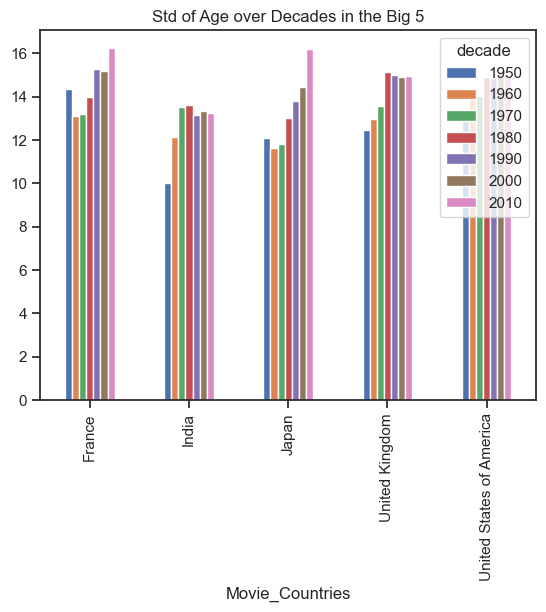 Std of Age over Decades in the Big 5
16
14
12
10
8
6
4
2
0
decade
1950
1960
1970
1980
1990
2000
2010
France
India
Japan
United Kingdom
United States of America
Movie_Countries